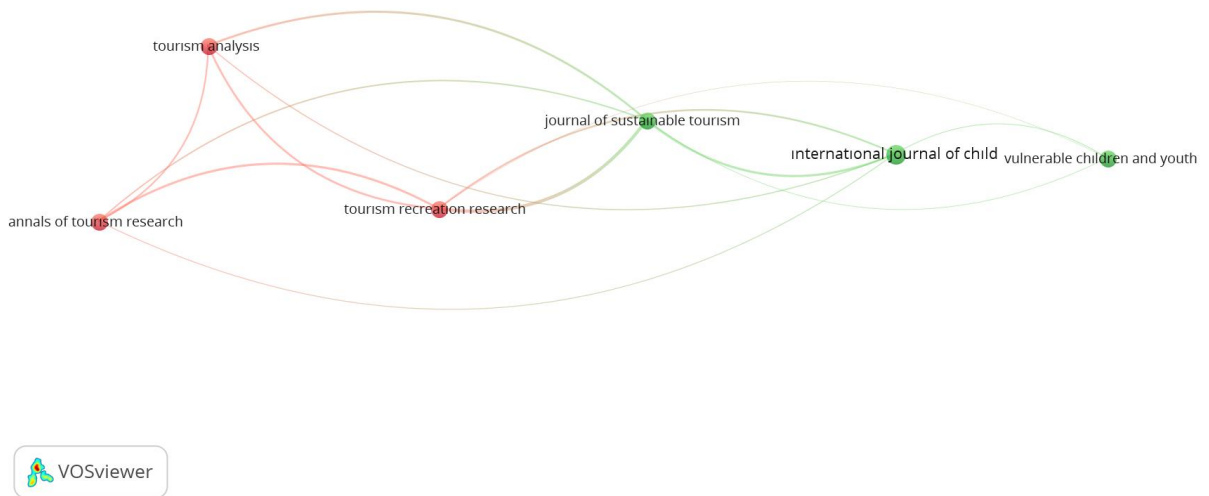 tourism analysis
journal of sustainable tourism
international journal of child
vulnerable children and youth
tourism recreation research
annals of tourism research
VOSviewer